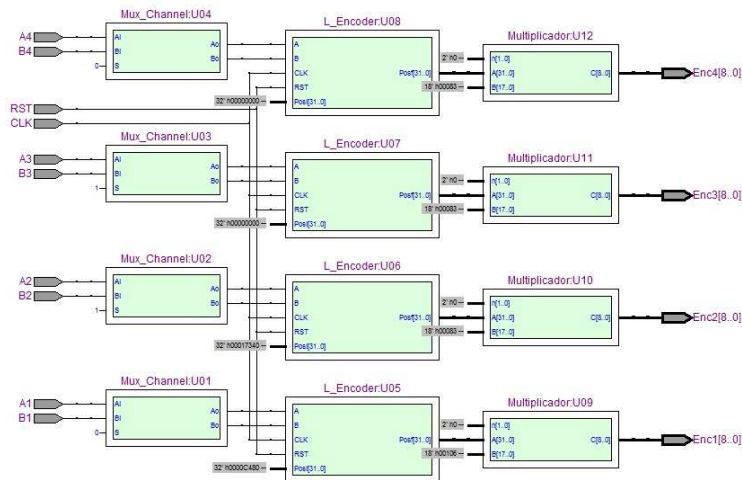 Mux_Channel:U04
L_Encoder:U08
Multiplicador:U12
A4
B4
AI
BI
S
0
Ao
Bo
A
B
CLK
RST
PosI[31..0]
32' h00000000
Posf[31..0]
2' h0
18' h00083
n[1..0]
A[31..0]
B[17..0]
C[8..0]
Enc4[8..0]
RST
CLK
Mux_Channel:U03
L_Encoder:U07
Multiplicador:U11
A3
B3
AI
BI
S
1
Ao
Bo
A
B
CLK
RST
PosI[31..0]
32' h00000000
Posf[31..0]
2' h0
18' h00083
n[1..0]
A[31..0]
B[17..0]
C[8..0]
Enc3[8..0]
Mux_Channel:U02
L_Encoder:U06
Multiplicador:U10
A2
B2
AI
BI
S
1
Ao
Bo
A
B
CLK
RST
PosI[31..0]
32' h00017340
Posf[31..0]
2' h0
18' h00083
n[1..0]
A[31..0]
B[17..0]
C[8..0]
Enc2[8..0]
Mux_Channel:U01
L_Encoder:U05
Multiplicador:U09
A1
B1
AI
BI
S
0
Ao
Bo
A
B
CLK
RST
PosI[31..0]
32' h0000C480
Posf[31..0]
2' h0
18' h00106
n[1..0]
A[31..0]
B[17..0]
C[8..0]
Enc1[8..0]